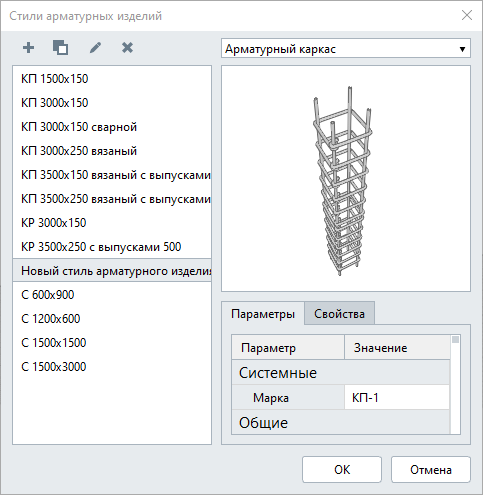 Стили арматурных изделий
Арматурный каркас
КП 1500x150
КП 3000x150
КП 3000x150 сварной
КП 3000x250 вязаный
КП 3500x150 вязаный с выпусками
КП 3500x250 вязаный с выпусками
КР 3000x150
КР 3500x250 с выпусками 500
Новый стиль арматурного изделия
С 600x900
С 1200x600
С 1500x1500
С 1500x3000
Параметры Свойства
Параметр Значение
Системные
Марка КП-1
Общие
ОК Отмена